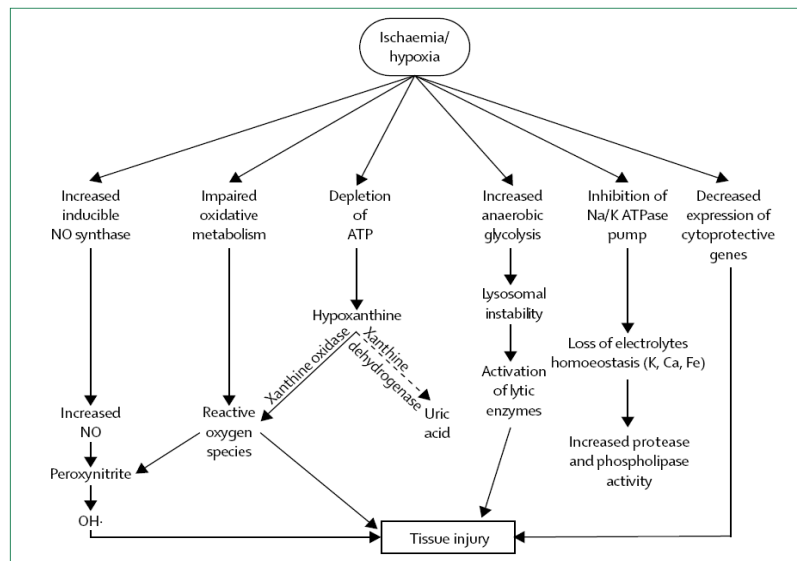 Ischaemia/
hypoxia
Increased
inducible
NO synthase
Impaired
oxidative
metabolism
Depletion
of
ATP
Increased
anaerobic
glycolysis
Inhibition of
Na/K ATPase
pump
Decreased
expression of
cytoprotective
genes
Hypoxanthine
Xanthine oxidase
Xanthine
dehydrogenase
Lysosomal
instability
Loss of electrolytes
homoeostasis (K, Ca, Fe)
Activation
of lytic
enzymes
Increased
NO
Reactive
oxygen
species
Uric
acid
Increased protease
and phospholipase
activity
Peroxynitrite
OH·
Tissue injury